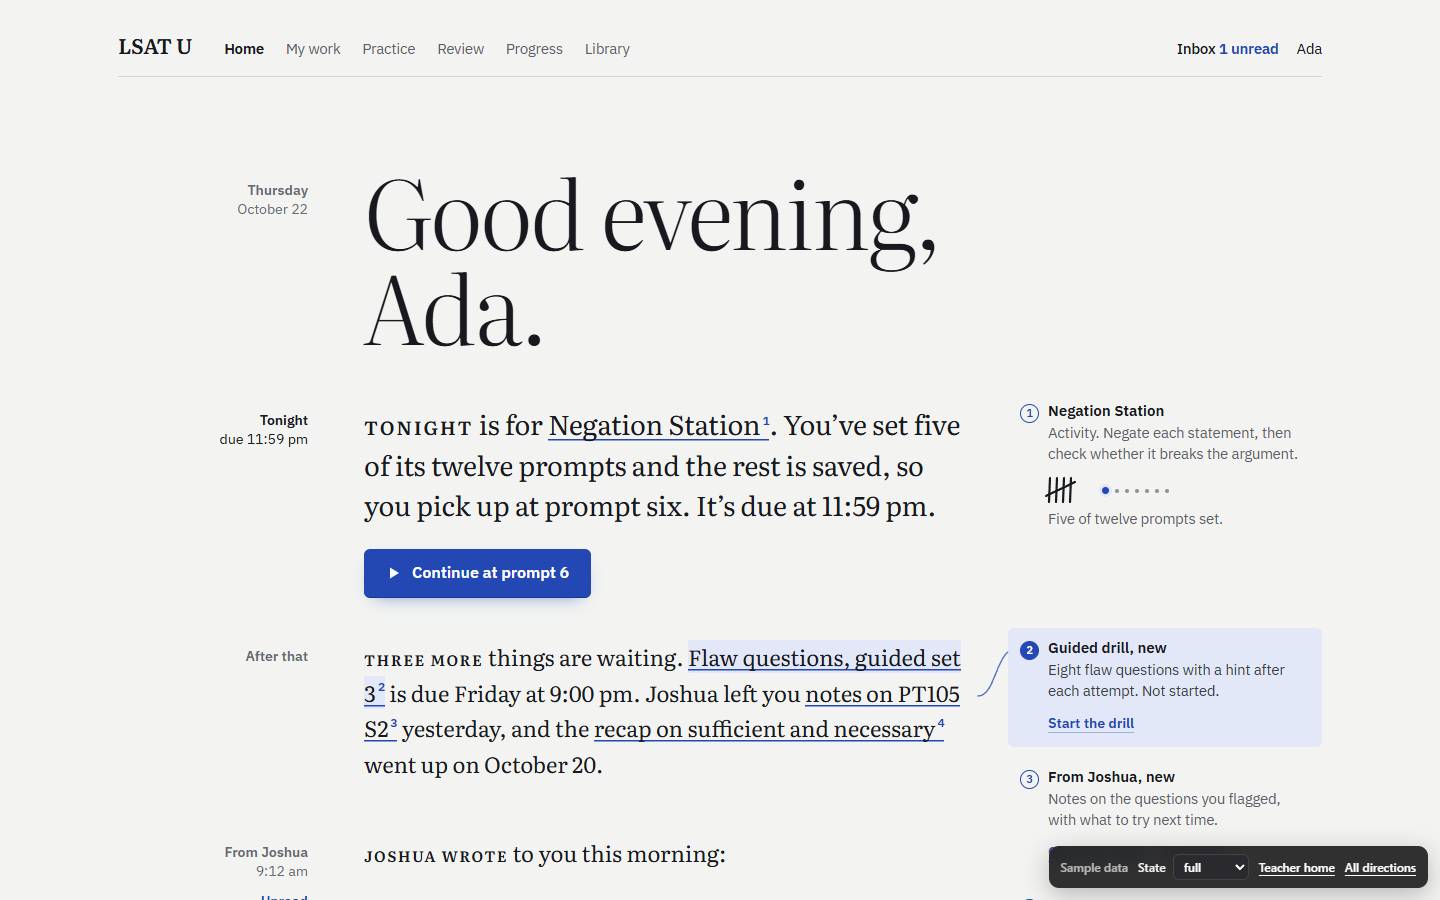 LSAT U Home My work Practice Review Progress Library Inbox 1 unread Ada
Thursday
October 22
Good evening,
Ada.
Tonight
due 11:59 pm
TONIGHT is for Negation Station1. You’ve set five
of its twelve prompts and the rest is saved, so
you pick up at prompt six. It’s due at 11:59 pm.
Continue at prompt 6
1 Negation Station
Activity. Negate each statement, then
check whether it breaks the argument.
Five of twelve prompts set.
After that
THREE MORE things are waiting. Flaw questions, guided set
3 2 is due Friday at 9:00 pm. Joshua left you notes on PT105
S2 3 yesterday, and the recap on sufficient and necessary 4
went up on October 20.
2 Guided drill, new
Eight flaw questions with a hint after
each attempt. Not started.
Start the drill
3 From Joshua, new
Notes on the questions you flagged,
with what to try next time.
From Joshua
9:12 am
Unread
JOSHUA WROTE to you this morning:
Sample data State full Teacher home All directions